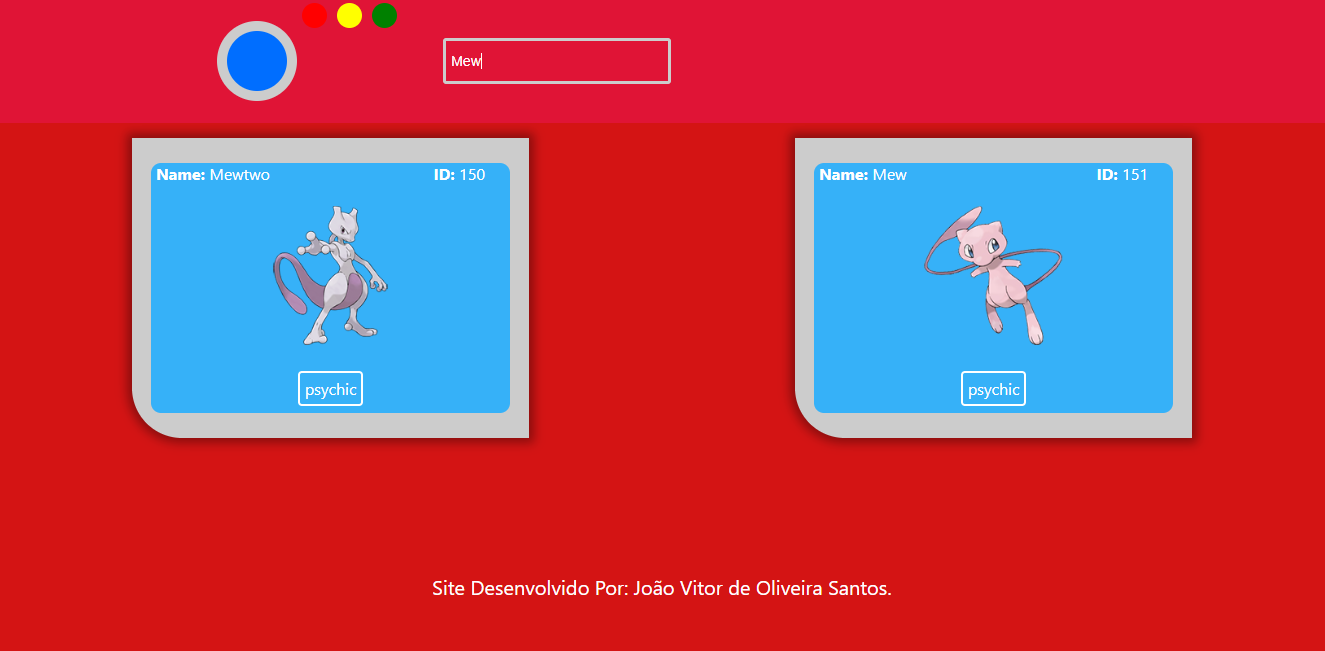 Mew
Name: Mewtwo ID: 150
psychic
Name: Mew ID: 151
psychic
Site Desenvolvido Por: João Vitor de Oliveira Santos.